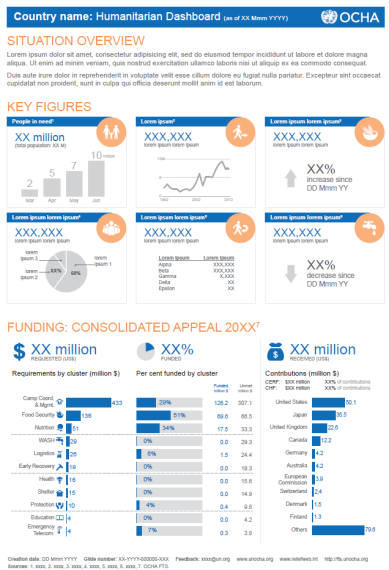 Country name: Humanitarian Dashboard (as of XX Mmm YYYY)
OCHA
SITUATION OVERVIEW
Lorem ipsum dolor sit amet, consectetur adipisicing elit, sed do eiusmod tempor incididunt ut labore et dolore magna
aliqua. Ut enim ad minim veniam, quis nostrud exercitation ullamco laboris nisi ut aliquip ex ea commodo consequat.
Duis aute irure dolor in reprehenderit in voluptate velit esse cillum dolore eu fugiat nulla pariatur. Excepteur sint occaecat
cupidatat non proident, sunt in culpa qui officia deserunt mollit anim id est laborum.
KEY FIGURES
People in need¹
XX million
(total population: XX M)
2 5 7 10 million
Mar Apr May Jun
Lorem ipsum²
XXX,XXX
lorem ipsum lorem ipsum
1992 2002 2012
Lorem ipsum lorem ipsum³
XXX,XXX
lorem ipsum lorem ipsum
XX%
increase since
DD Mmm YY
Lorem ipsum lorem ipsum⁴
XXX,XXX
lorem ipsum lorem ipsum
lorem
ipsum 3
lorem
ipsum 2
XX%
60%
lorem
ipsum 1
Lorem ipsum⁵
XXX,XXX
lorem ipsum lorem ipsum
Lorem ipsum Lorem ipsum
Alpha XXX,XXX
Beta XXX,XXX
Gamma X,XXX
Delta XX
Epsilon XX
Lorem ipsum lorem ipsum⁶
XXX,XXX
lorem ipsum lorem ipsum
XX%
decrease since
DD Mmm YY
FUNDING: CONSOLIDATED APPEAL 20XX⁷
$ XX million
REQUESTED (US$)
XX%
FUNDED
$ XX million
RECEIVED (US$)
Requirements by cluster (million $)
Per cent funded by cluster
Funded million $
Unmet million $
Camp Coord. & Mgmt. 433 29% 126.2 307.1
Food Security 136 51% 69.6 66.5
Nutrition 51 34% 17.5 33.3
WASH 29 0% 0.0 29.3
Logistics 26 6% 1.5 24.4
Early Recovery 19 0% 0.0 19.3
Health 16 0% 0.0 15.6
Shelter 15 0% 0.0 14.9
Protection 10 4% 0.4 9.8
Education 4 0% 0.0 4.2
Emergency Telecom. 4 7% 0.3 3.8
Contributions (million $)
CERF: $XX million XX% of contributions
CHF: $XX million XX% of contributions
United States 50.1
Japan 35.5
United Kingdom 22.6
Canada 12.2
Germany 4.2
Australia 4.2
European Commission 3.9
Switzerland 2.4
Denmark 1.5
Finland 1.3
Others 79.6
Creation date: DD Mmm YYYY Glide number: XX-YYYY-000000-XXX Feedback: xxxx@un.org www.unocha.org www.reliefweb.int http://fts.unocha.org
Sources: 1. xxxx, 2. xxxx, 3. xxxx, 4. xxxx, 5. xxxx, 6. xxxx, 7. OCHA FTS.